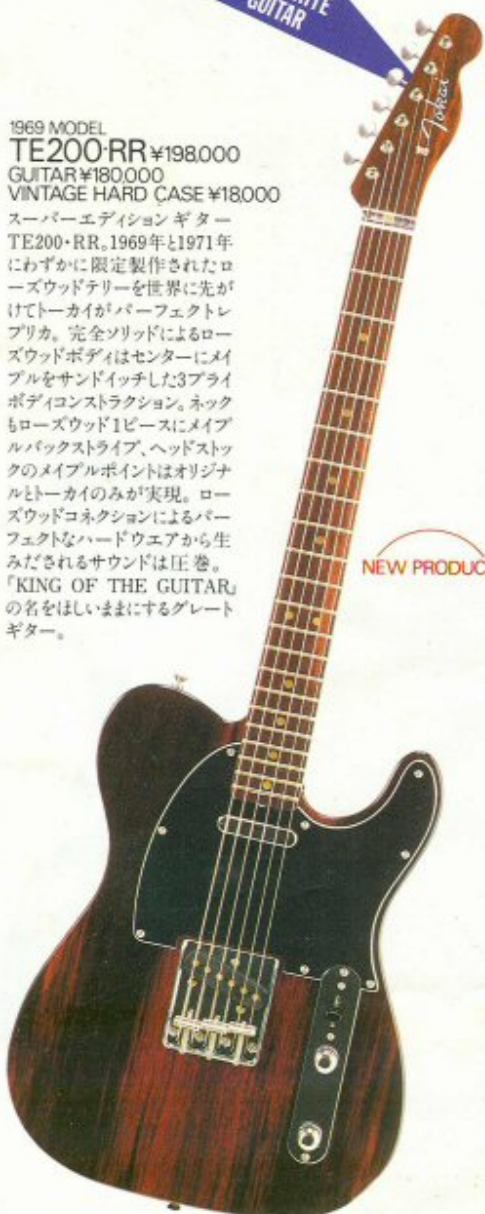 GUITAR
Tokai
1969 MODEL
TE200·RR ¥198,000
GUITAR ¥180,000
VINTAGE HARD CASE ¥18,000
スーパーエディションギター
TE200・RR。1969年と1971年
にわずかに限定製作されたロ
ーズウッドテリーを世界に先が
けてトーカイがパーフェクトレ
プリカ。完全ソリッドによるロー
ズウッドボディはセンターにメイ
プルをサンドイッチした3プライ
ボディコンストラクション。ネック
もローズウッド1ピースにメイプ
ルバックストライプ、ヘッドストッ
クのメイプルポイントはオリジナ
ルとトーカイのみが実現。ロー
ズウッドコネクションによるパー
フェクトなハードウエアから生
みだされるサウンドは圧巻。
「KING OF THE GUITAR」
の名をほしいままにするグレート
ギター。
NEW PRODUC